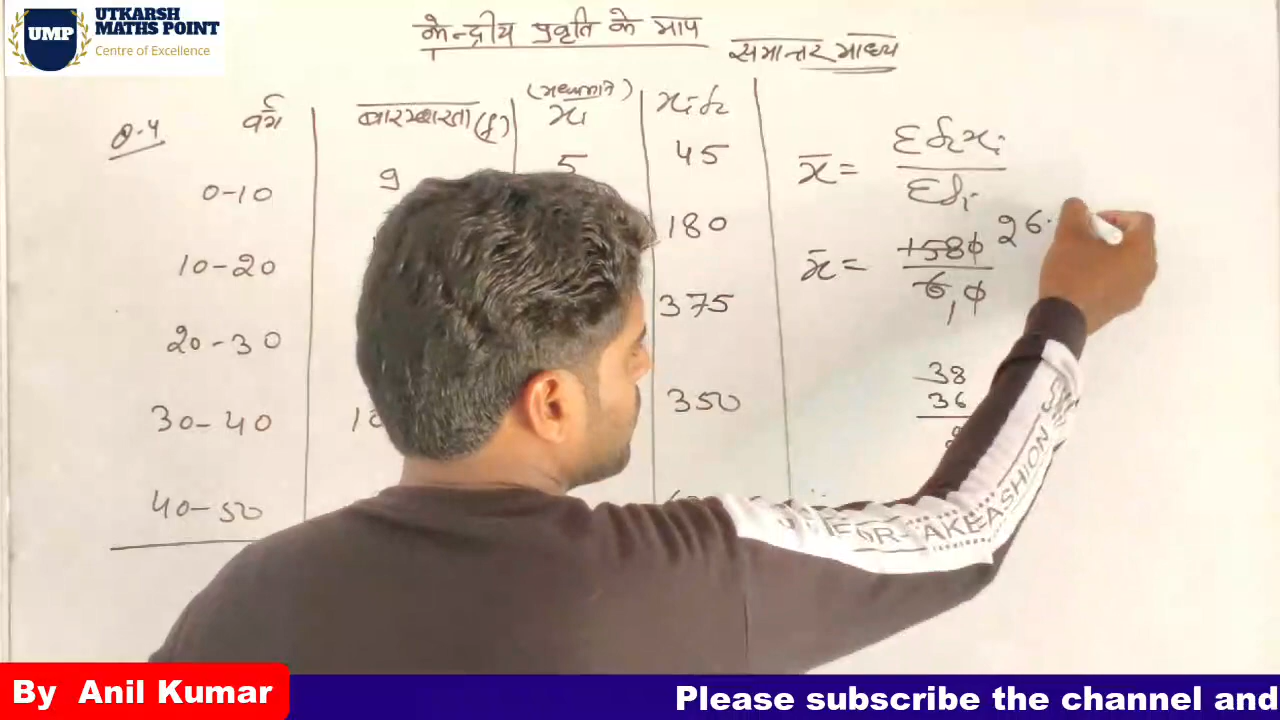 UMP
UTKARSH
MATHS POINT
Centre of Excellence
केन्द्रीय प्रवृति के माप
समान्तर माध्य
Q.4 वर्ग बारम्बारता (f) (मध्यमान) xi xifi
0-10 9 5 45
10-20 180
20-30 375
30-40 10 350
40-50
x̄ = Σfixi
Σfi
x̄ = 1580
60
26.
38
36
FASHION
By Anil Kumar
Please subscribe the channel and